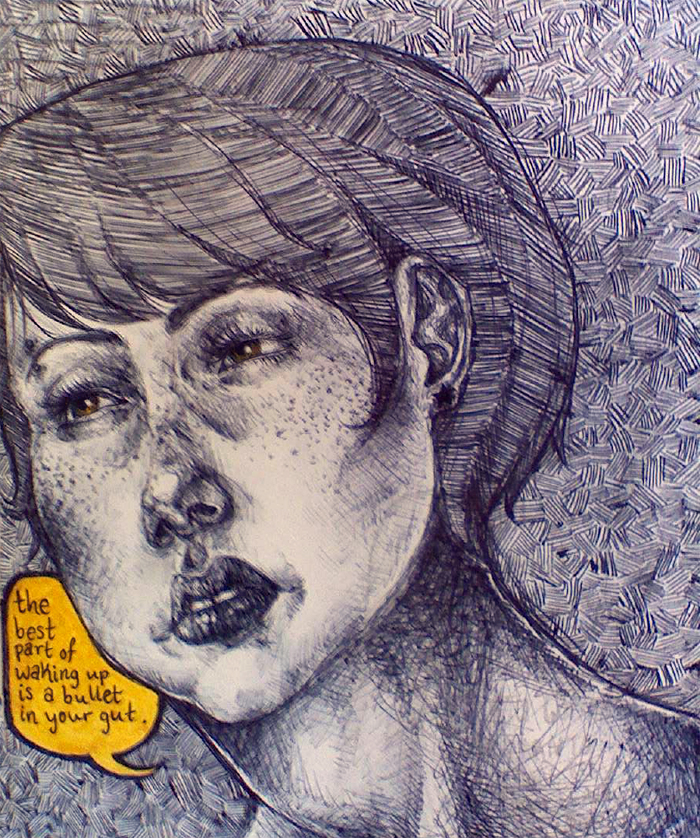 the
best
part of
waking up
is a bullet
in your gut.